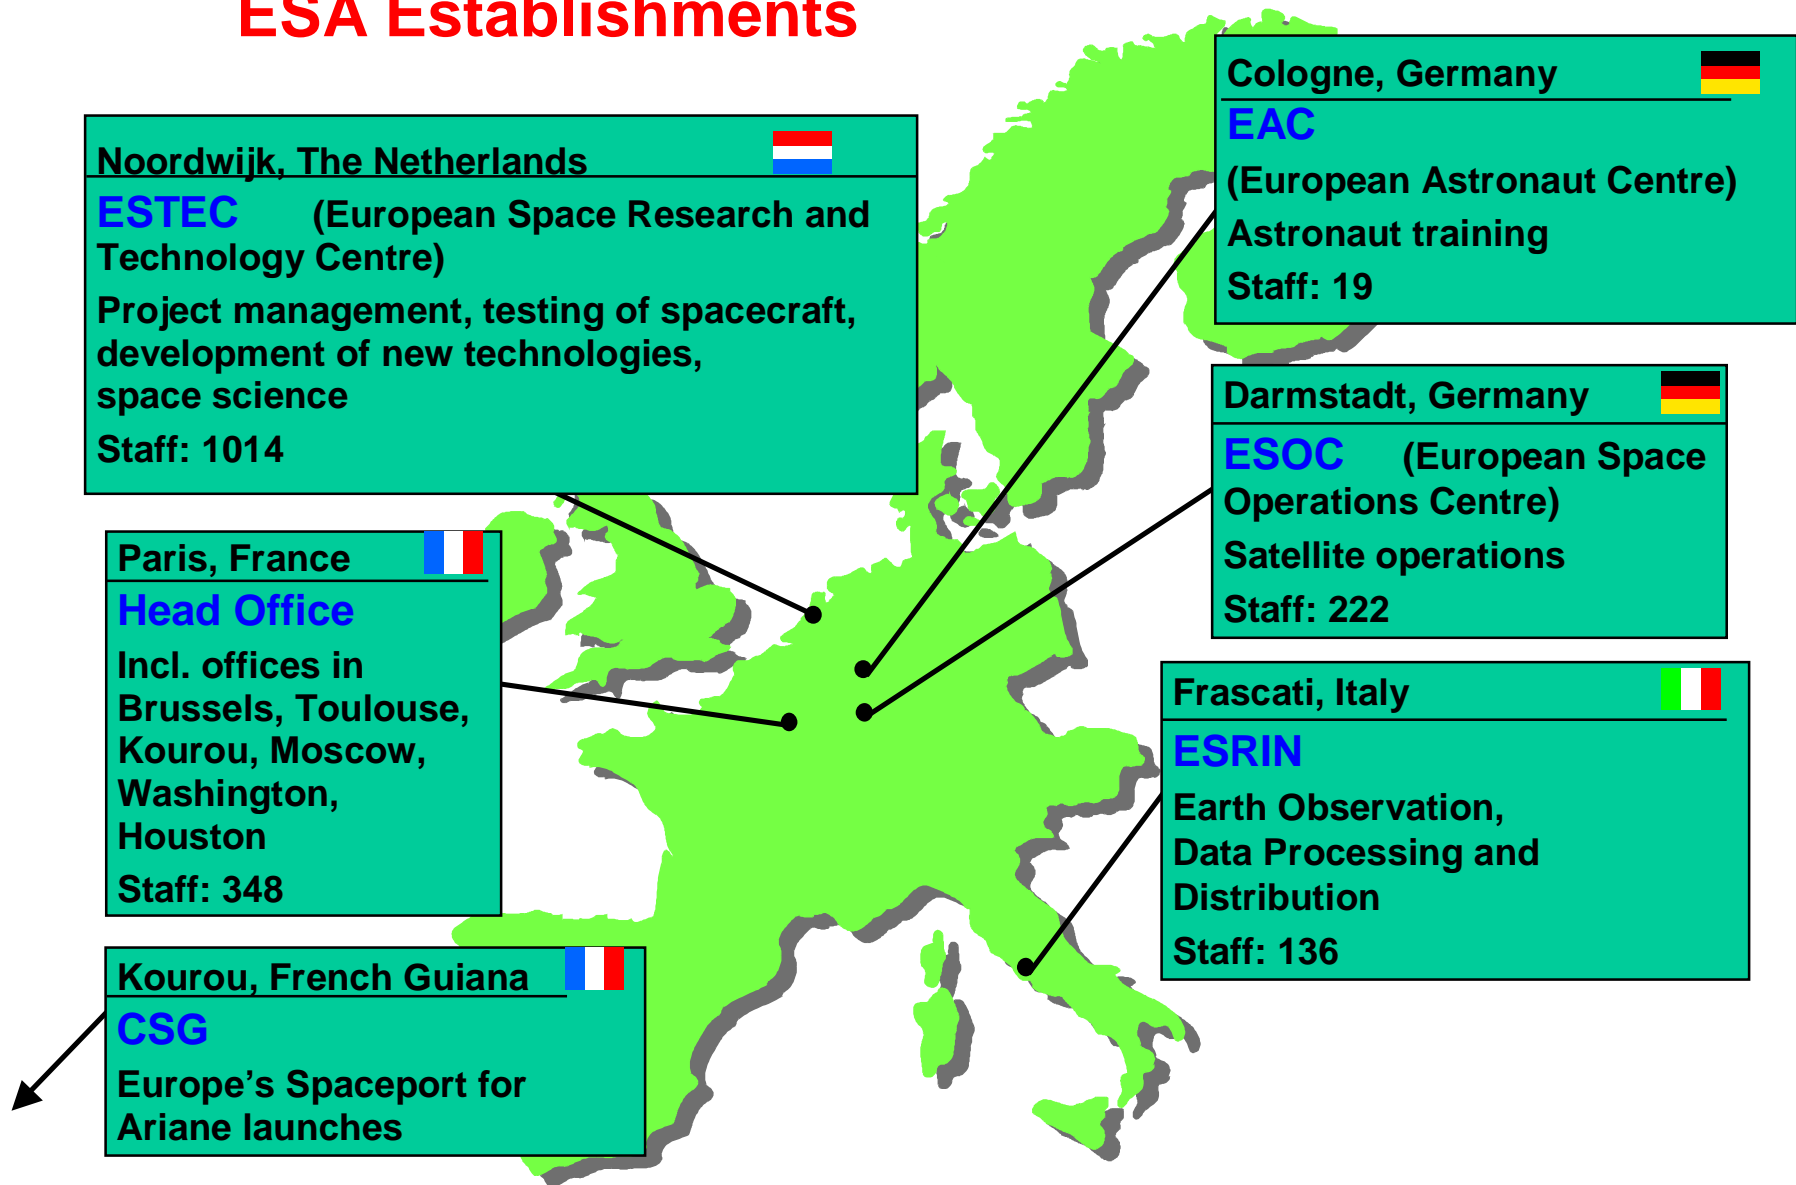 ESA Establishments
Noordwijk, The Netherlands
ESTEC (European Space Research and
Technology Centre)
Project management, testing of spacecraft,
development of new technologies,
space science
Staff: 1014
Paris, France
Head Office
Incl. offices in
Brussels, Toulouse,
Kourou, Moscow,
Washington,
Houston
Staff: 348
Kourou, French Guiana
CSG
Europe’s Spaceport for
Ariane launches
Cologne, Germany
EAC
(European Astronaut Centre)
Astronaut training
Staff: 19
Darmstadt, Germany
ESOC (European Space
Operations Centre)
Satellite operations
Staff: 222
Frascati, Italy
ESRIN
Earth Observation,
Data Processing and
Distribution
Staff: 136